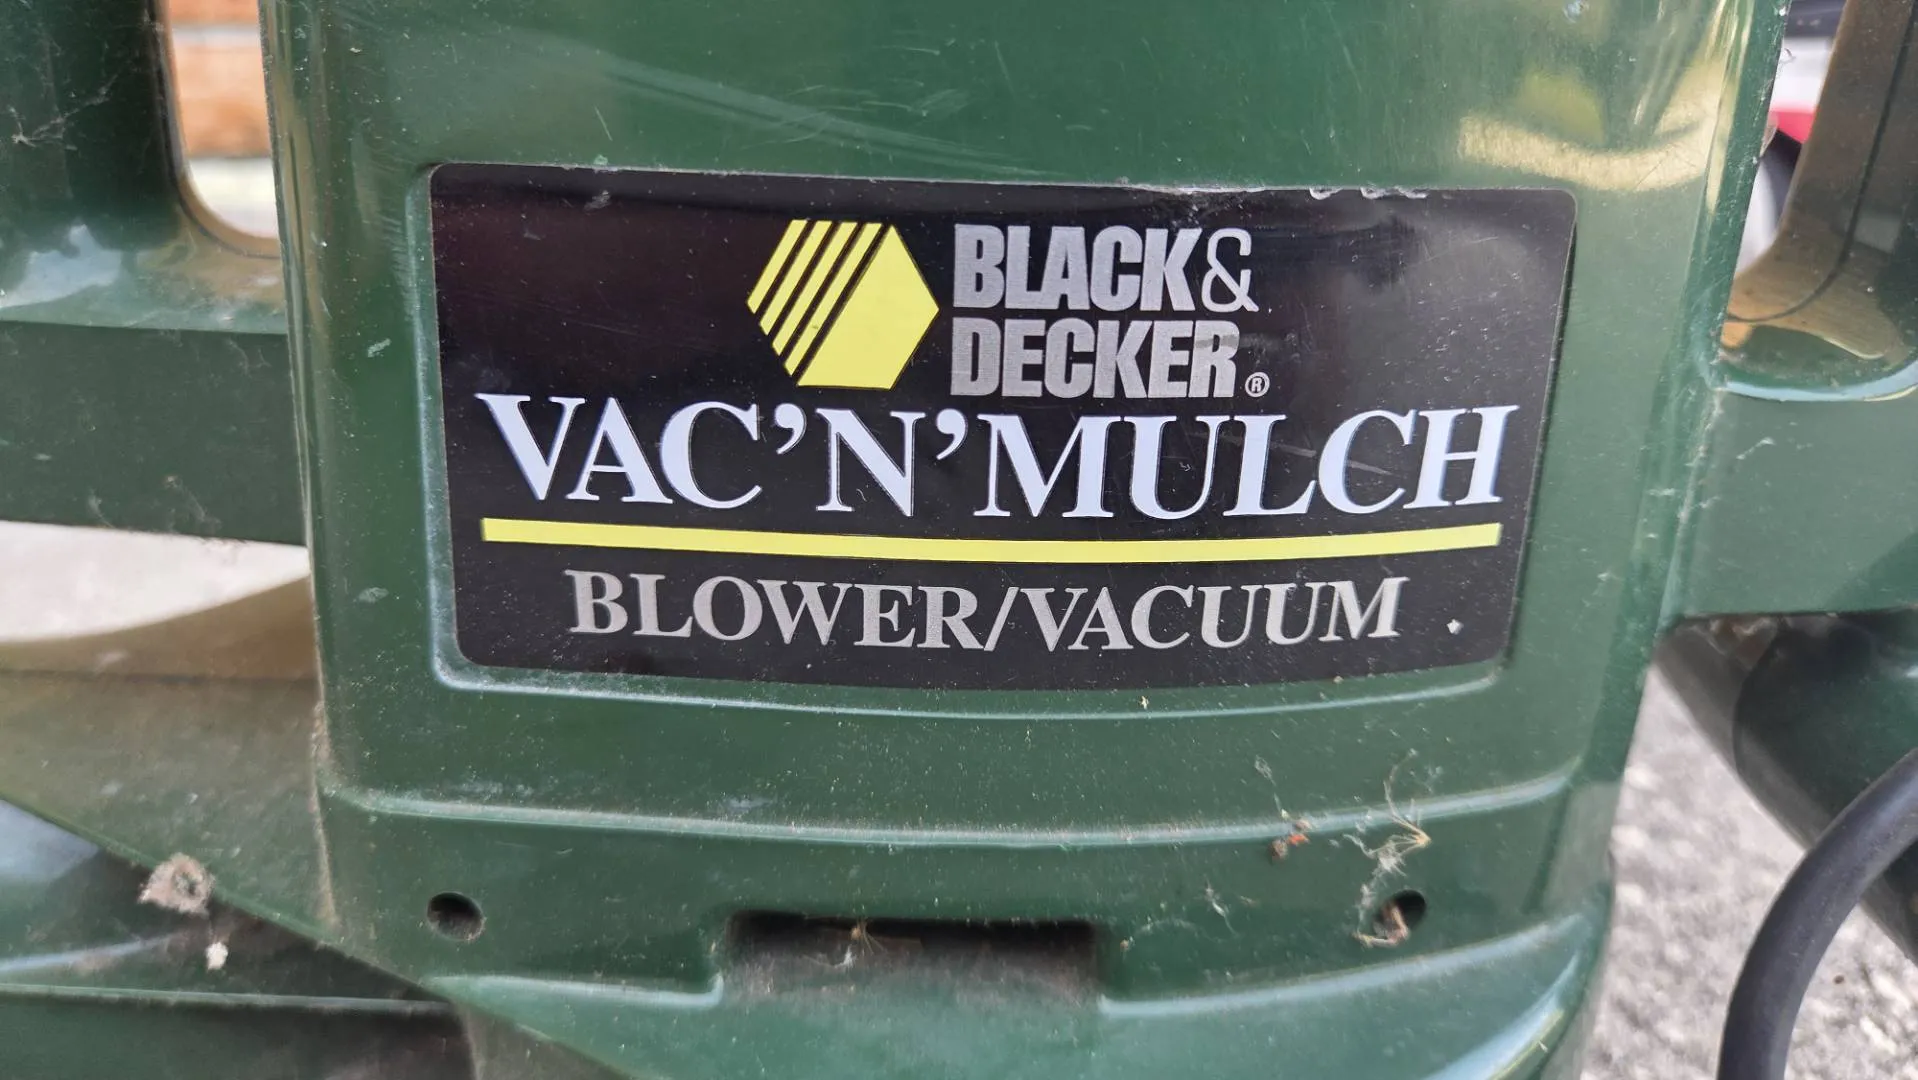 BLACK&
DECKER®
VAC'N'MULCH
BLOWER/VACUUM